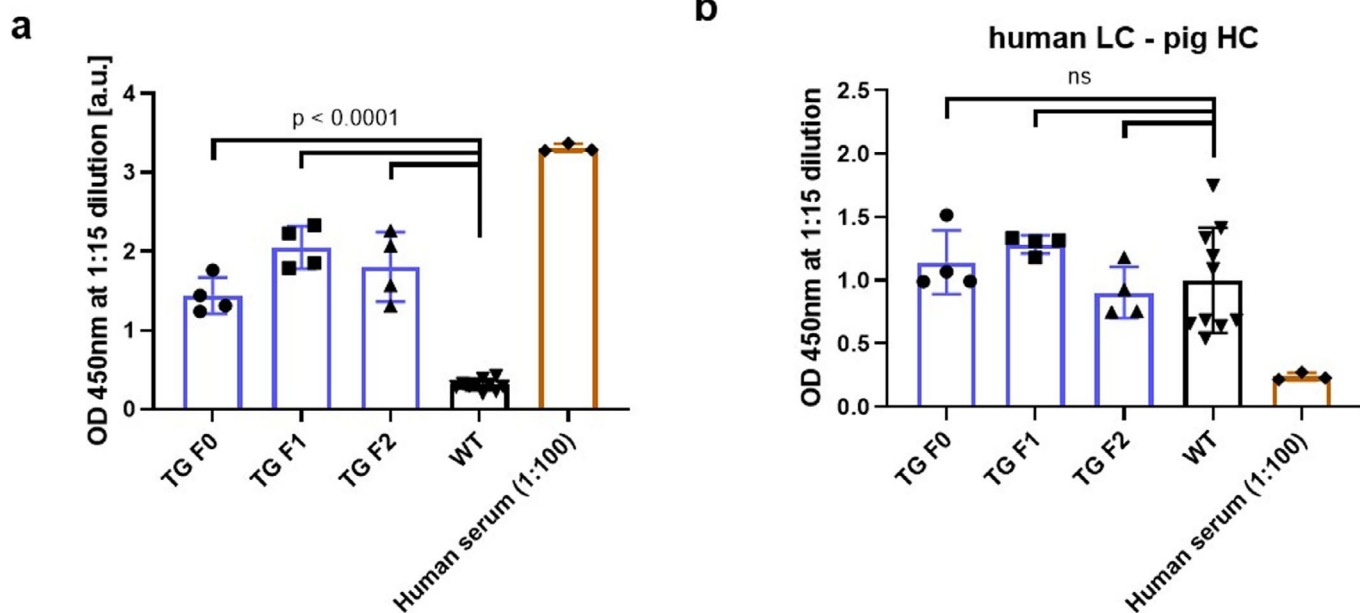 a
OD 450nm at 1:15 dilution [a.u.]
4
3
2
1
0
p < 0.0001
TG F0
TG F1
TG F2
WT
Human serum (1:100)
b
human LC - pig HC
OD 450nm at 1:15 dilution
2.5
2.0
1.5
1.0
0.5
0.0
ns
TG F0
TG F1
TG F2
WT
Human serum (1:100)